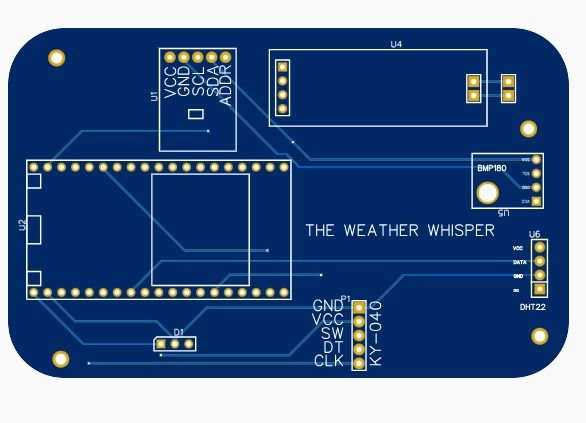 U4
U1
VCC
GND
SCL
SDA
ADDR
BMP180
SDA
SCL
GND
VCC
U5
U2
THE WEATHER WHISPER
U6
VCC
DATA
GND
DHT22
P1
GND
VCC
SW
DT
CLK
KY-040
D1